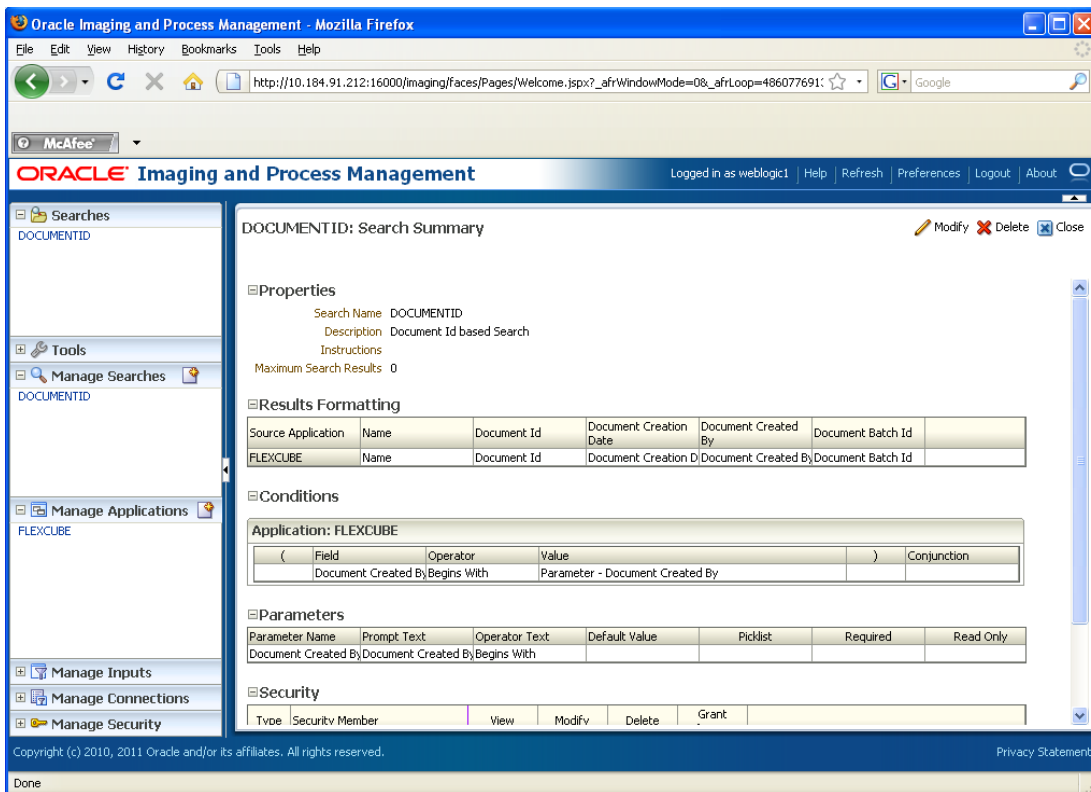 Oracle Imaging and Process Management - Mozilla Firefox
File Edit View History Bookmarks Tools Help
http://10.184.91.212:16000/imaging/faces/Pages/Welcome.jspx?_afrWindowMode=0&_afrLoop=486077691 G Google
McAfee
ORACLE Imaging and Process Management Logged in as weblogic1 Help Refresh Preferences Logout About
Searches
DOCUMENTID
Tools
Manage Searches
DOCUMENTID
Manage Applications
FLEXCUBE
Manage Inputs
Manage Connections
Manage Security
DOCUMENTID: Search Summary Modify Delete Close
Properties
Search Name DOCUMENTID
Description Document Id based Search
Instructions
Maximum Search Results 0
Results Formatting
Source Application Name Document Id Document Creation Date Document Created By Document Batch Id
FLEXCUBE Name Document Id Document Creation D Document Created By Document Batch Id
Conditions
Application: FLEXCUBE
( Field Operator Value ) Conjunction
Document Created By Begins With Parameter - Document Created By
Parameters
Parameter Name Prompt Text Operator Text Default Value Picklist Required Read Only
Document Created By Document Created By Begins With
Security
Type Security Member View Modify Delete Grant
Copyright (c) 2010, 2011 Oracle and/or its affiliates. All rights reserved. Privacy Statement
Done